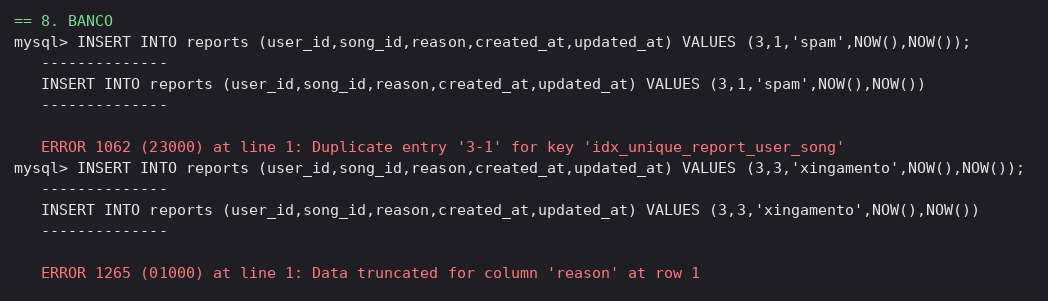 == 8. BANCO
mysql> INSERT INTO reports (user_id,song_id,reason,created_at,updated_at) VALUES (3,1,'spam',NOW(),NOW());
--------------
INSERT INTO reports (user_id,song_id,reason,created_at,updated_at) VALUES (3,1,'spam',NOW(),NOW())
--------------
ERROR 1062 (23000) at line 1: Duplicate entry '3-1' for key 'idx_unique_report_user_song'
mysql> INSERT INTO reports (user_id,song_id,reason,created_at,updated_at) VALUES (3,3,'xingamento',NOW(),NOW());
--------------
INSERT INTO reports (user_id,song_id,reason,created_at,updated_at) VALUES (3,3,'xingamento',NOW(),NOW())
--------------
ERROR 1265 (01000) at line 1: Data truncated for column 'reason' at row 1